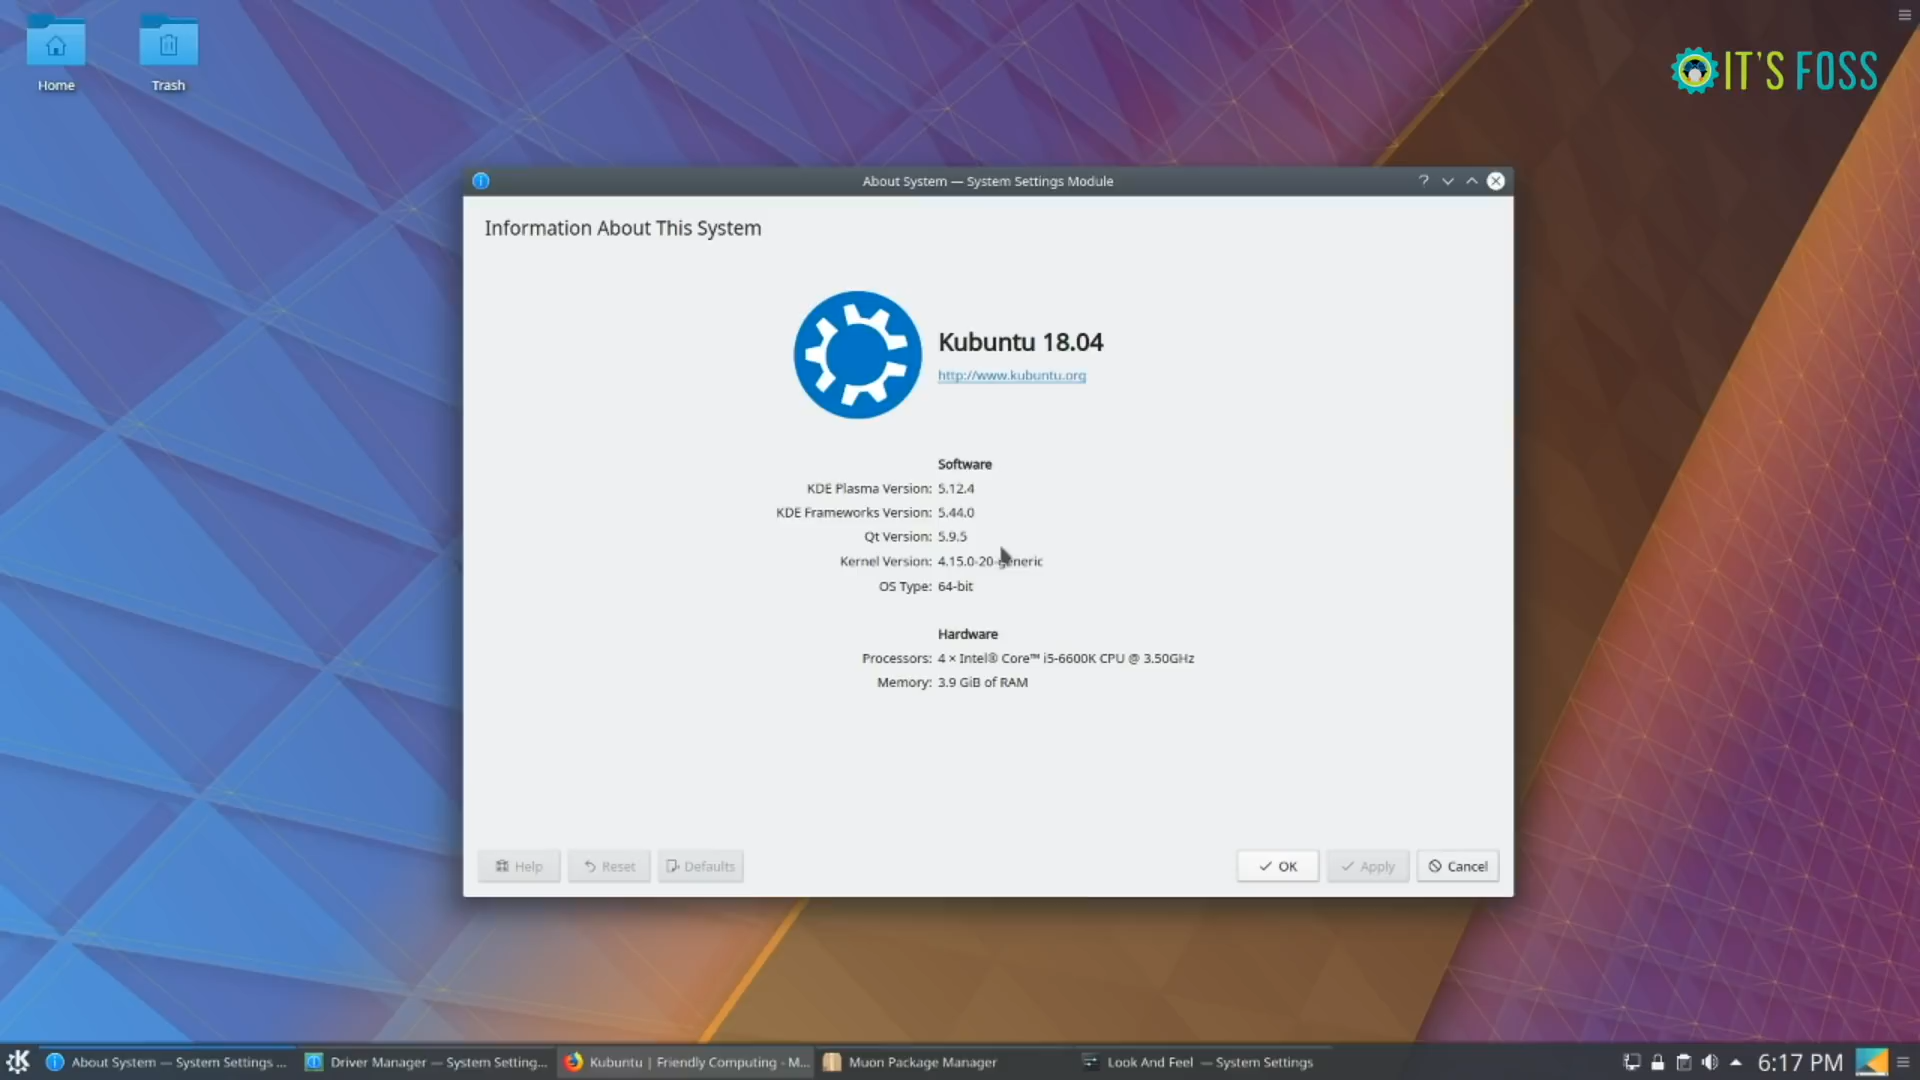 Home
Trash
IT'S FOSS
About System — System Settings Module
Information About This System
Kubuntu 18.04
http://www.kubuntu.org
Software
KDE Plasma Version: 5.12.4
KDE Frameworks Version: 5.44.0
Qt Version: 5.9.5
Kernel Version: 4.15.0-20-generic
OS Type: 64-bit
Hardware
Processors: 4 × Intel® Core™ i5-6600K CPU @ 3.50GHz
Memory: 3.9 GiB of RAM
Help
Reset
Defaults
OK
Apply
Cancel
About System — System Settings ...
Driver Manager — System Setting...
Kubuntu | Friendly Computing - M...
Muon Package Manager
Look And Feel — System Settings
6:17 PM